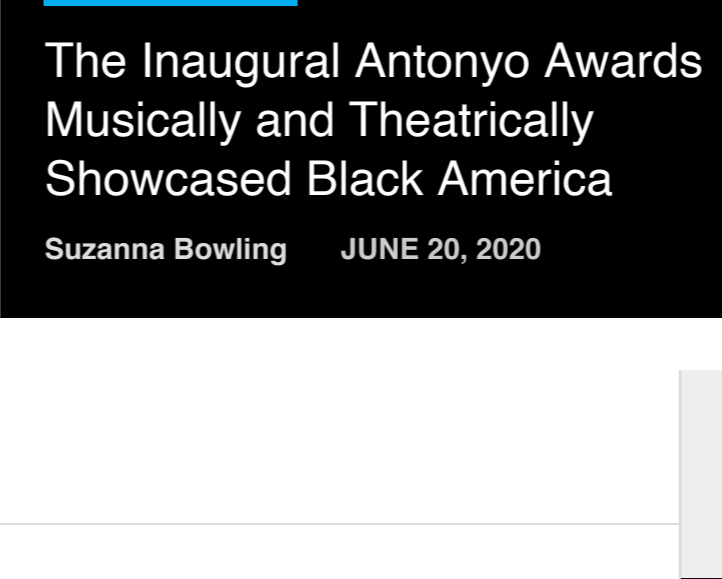 The Inaugural Antonyo Awards
Musically and Theatrically
Showcased Black America
Suzanna Bowling JUNE 20, 2020